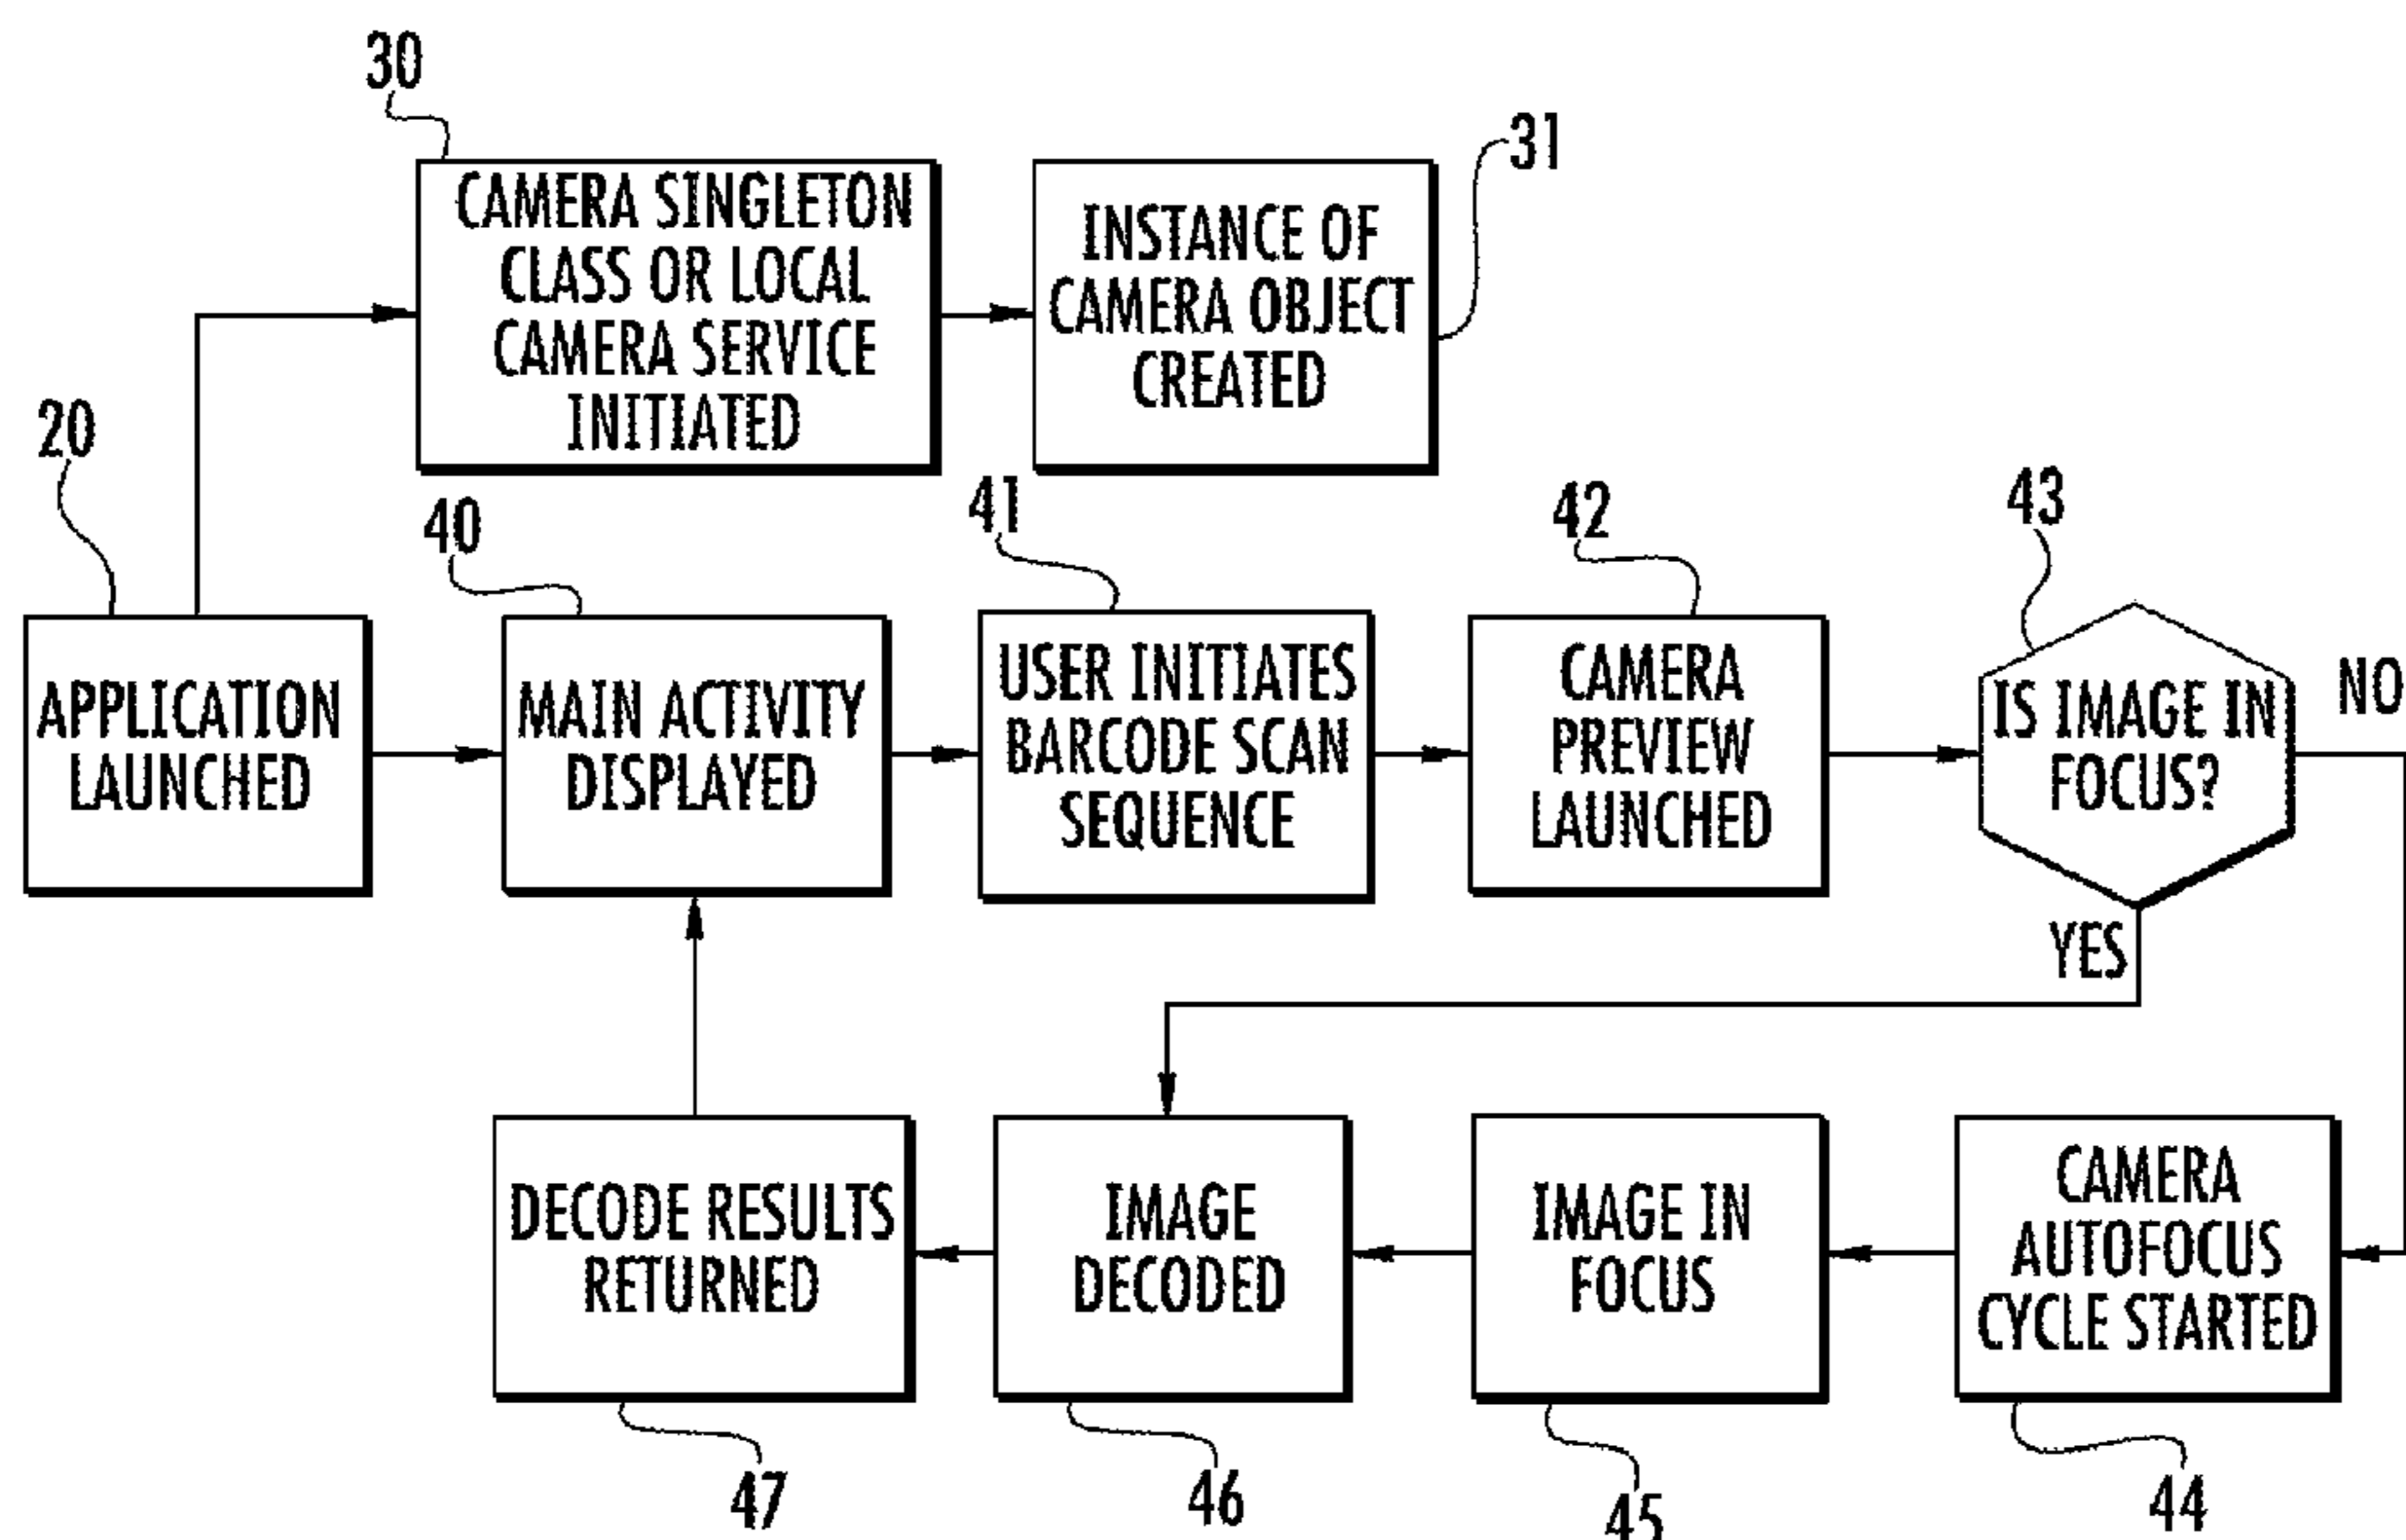 30
CAMERA SINGLETON
CLASS OR LOCAL
CAMERA SERVICE
INITIATED
31
INSTANCE OF
CAMERA OBJECT
CREATED
20
APPLICATION
LAUNCHED
40
MAIN ACTIVITY
DISPLAYED
41
USER INITIATES
BARCODE SCAN
SEQUENCE
42
CAMERA
PREVIEW
LAUNCHED
43
IS IMAGE IN
FOCUS?
NO
YES
DECODE RESULTS
RETURNED
47
IMAGE
DECODED
46
IMAGE IN
FOCUS
45
CAMERA
AUTOFOCUS
CYCLE STARTED
44